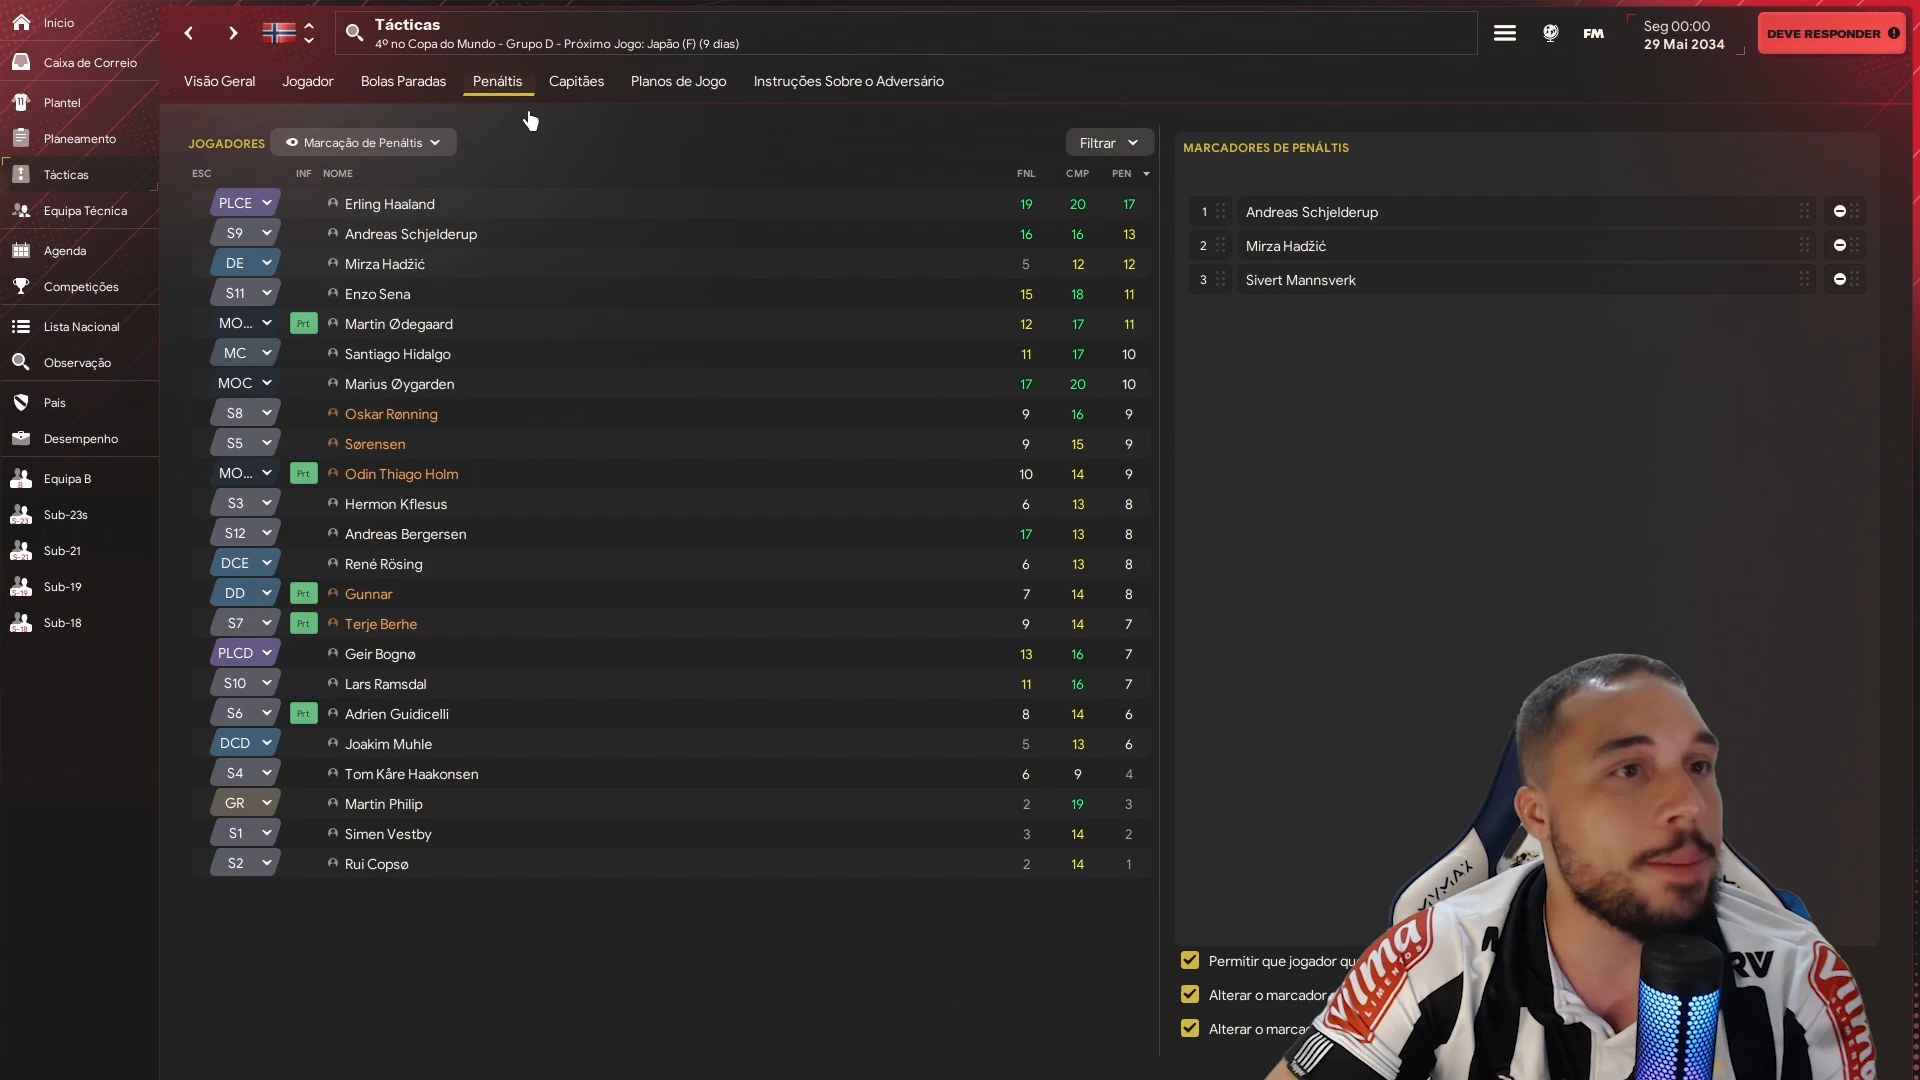 Início
Caixa de Correio
Plantel
Planeamento
Tácticas
Equipa Técnica
Agenda
Competições
Lista Nacional
Observação
País
Desempenho
Equipa B
Sub-23s
Sub-21
Sub-19
Sub-18
Tácticas
4º no Copa do Mundo - Grupo D - Próximo Jogo: Japão (F) (9 dias)
FM
Seg 00:00
29 Mai 2034
DEVE RESPONDER
Visão Geral Jogador Bolas Paradas Penáltis Capitães Planos de Jogo Instruções Sobre o Adversário
JOGADORES Marcação de Penáltis Filtrar
ESC INF NOME FNL CMP PEN
PLCE Erling Haaland 19 20 17
S9 Andreas Schjelderup 16 16 13
DE Mirza Hadžić 5 12 12
S11 Enzo Sena 15 18 11
MO... Prt Martin Ødegaard 12 17 11
MC Santiago Hidalgo 11 17 10
MOC Marius Øygarden 17 20 10
S8 Oskar Rønning 9 16 9
S5 Sørensen 9 15 9
MO... Prt Odin Thiago Holm 10 14 9
S3 Hermon Kflesus 6 13 8
S12 Andreas Bergersen 17 13 8
DCE René Rösing 6 13 8
DD Prt Gunnar 7 14 8
S7 Prt Terje Berhe 9 14 7
PLCD Geir Bognø 13 16 7
S10 Lars Ramsdal 11 16 7
S6 Prt Adrien Guidicelli 8 14 6
DCD Joakim Muhle 5 13 6
S4 Tom Kåre Haakonsen 6 9 4
GR Martin Philip 2 19 3
S1 Simen Vestby 3 14 2
S2 Rui Copsø 2 14 1
MARCADORES DE PENÁLTIS
1 Andreas Schjelderup
2 Mirza Hadžić
3 Sivert Mannsverk
Permitir que jogador qu
Alterar o marcador
Alterar o marca
Vilma
ALIMENTOS